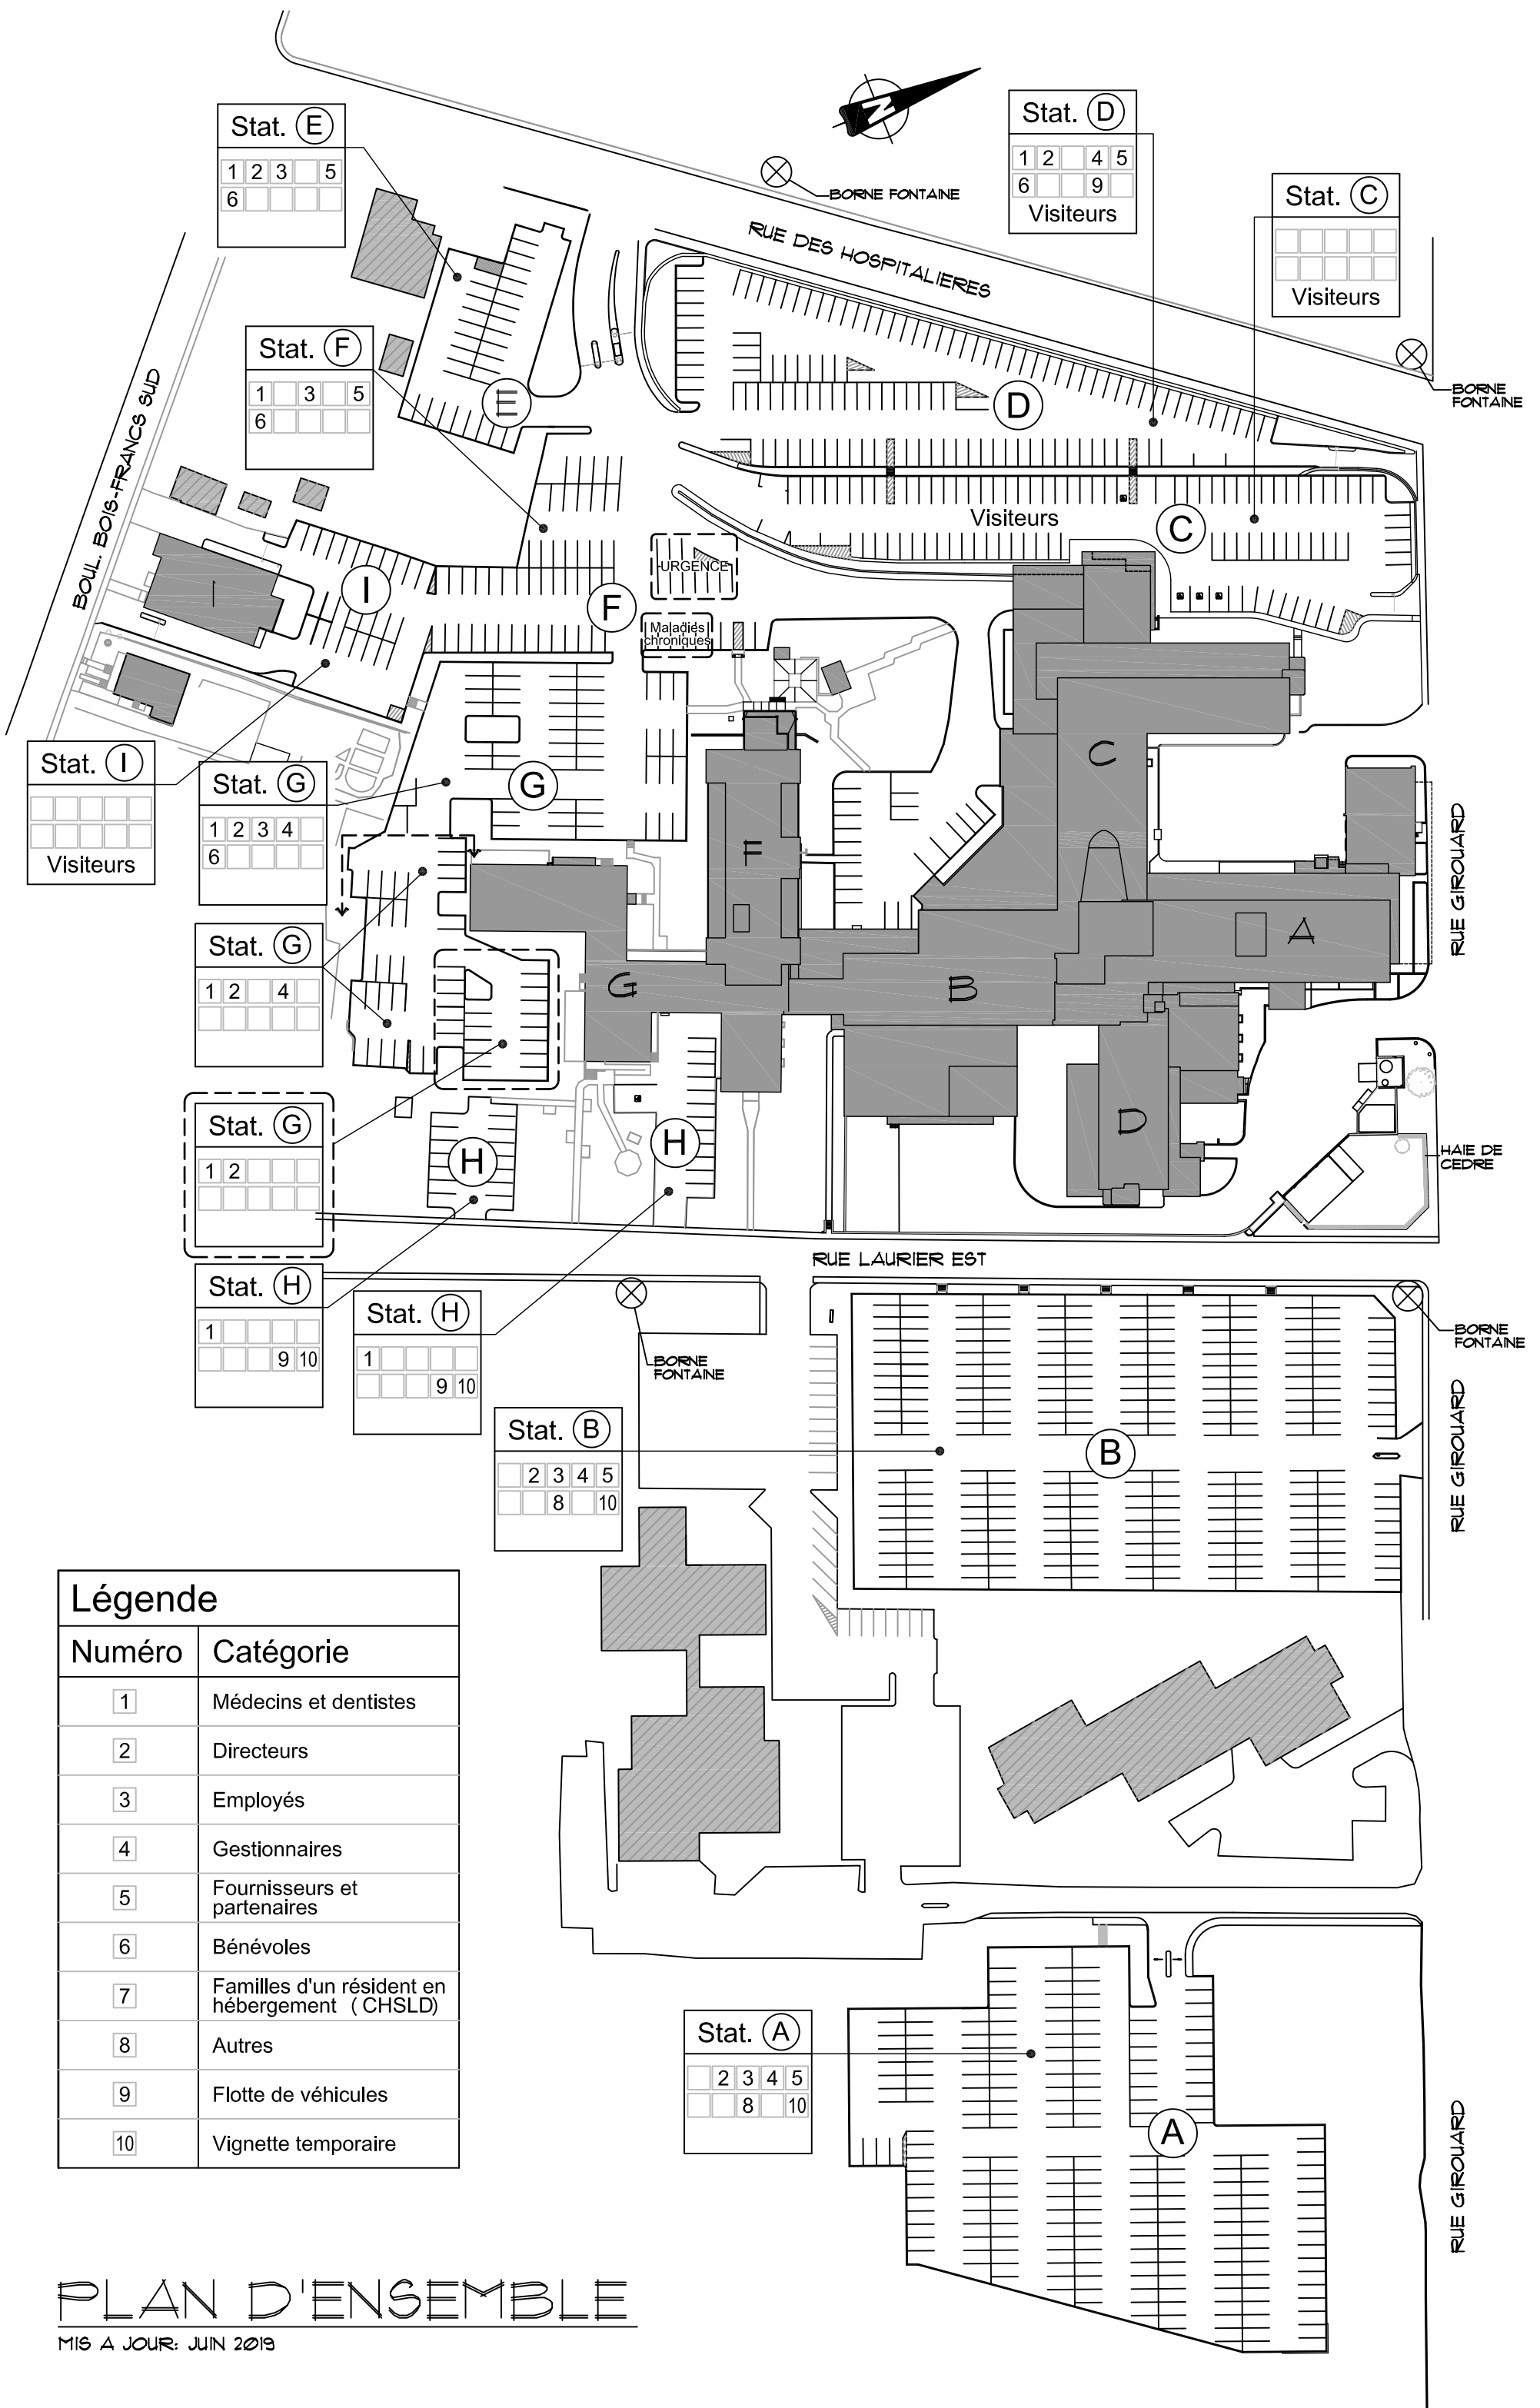 Stat. E
1 2 3 5
6
Stat. D
1 2 4 5
6 9
Visiteurs
Stat. C
Visiteurs
N
BORNE FONTAINE
RUE DES HOSPITALIERES
BORNE
FONTAINE
Stat. F
1 3 5
6
BOUL. BOIS-FRANCS SUD
E
D
Visiteurs
C
URGENCE
I
I
F
Maladies
chroniques
Stat. I
Visiteurs
Stat. G
1 2 3 4
6
G
F
C
A
RUE GIROUARD
Stat. G
1 2 4
G
B
Stat. G
1 2
H
H
D
HAIE DE
CEDRE
RUE LAURIER EST
Stat. H
1
9 10
Stat. H
1
9 10
BORNE
FONTAINE
BORNE
FONTAINE
Stat. B
2 3 4 5
8 10
B
RUE GIROUARD
Légende
Numéro Catégorie
1 Médecins et dentistes
2 Directeurs
3 Employés
4 Gestionnaires
5 Fournisseurs et
partenaires
6 Bénévoles
7 Familles d'un résident en
hébergement ( CHSLD)
8 Autres
9 Flotte de véhicules
10 Vignette temporaire
Stat. A
2 3 4 5
8 10
A
RUE GIROUARD
PLAN D'ENSEMBLE
MIS A JOUR: JUIN 2019